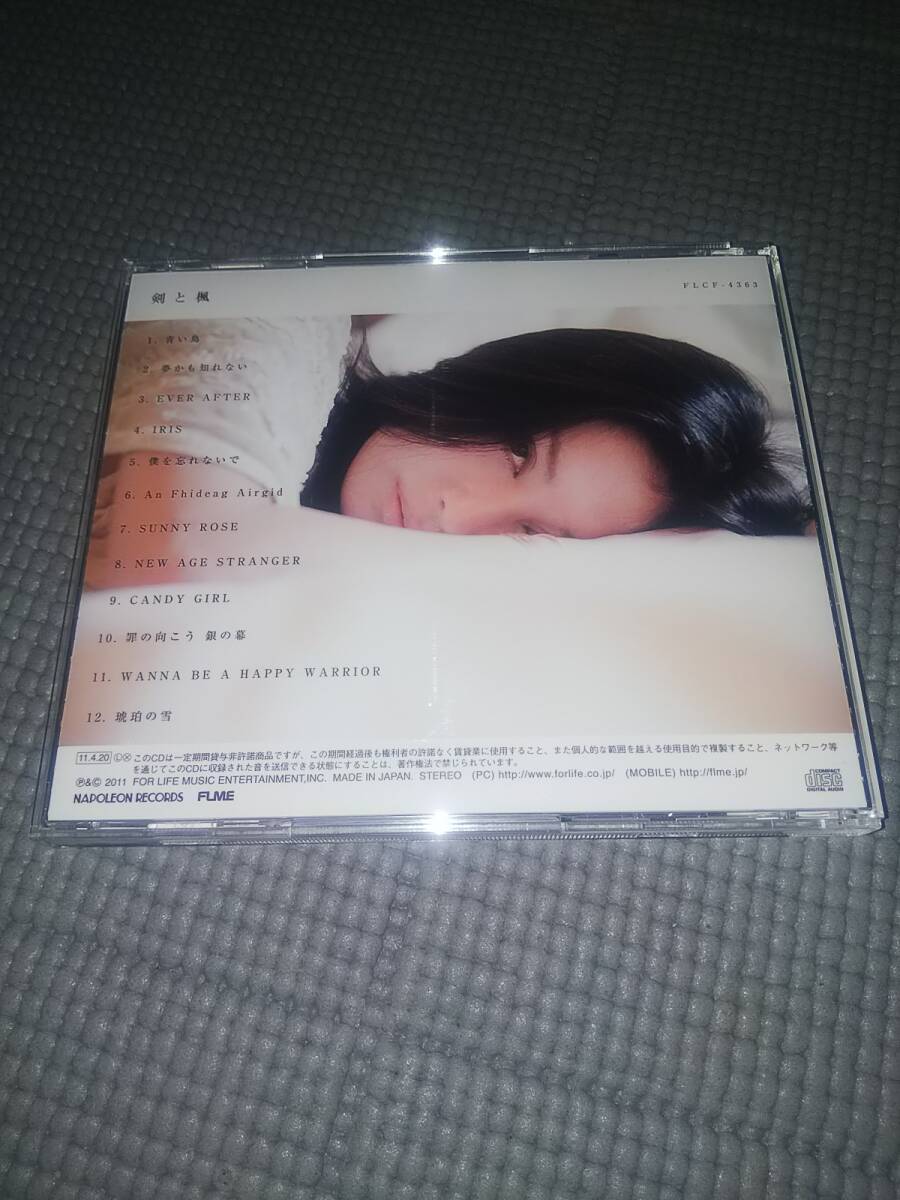 剣と楓
FLCF-4363
1. 青い鳥
2. 夢かも知れない
3. EVER AFTER
4. IRIS
5. 僕を忘れないで
6. An Fhideag Airgid
7. SUNNY ROSE
8. NEW AGE STRANGER
9. CANDY GIRL
10. 罪の向こう 銀の幕
11. WANNA BE A HAPPY WARRIOR
12. 琥珀の雪
11.4.20 ⓁⓍ このCDは一定期間貸与非許諾商品ですが、この期間経過後も権利者の許諾なく賃貸業に使用すること、また個人的な範囲を越える使用目的で複製すること、ネットワーク等
を通じてこのCDに収録された音を送信できる状態にすることは、著作権法で禁じられています。
℗&© 2011 FOR LIFE MUSIC ENTERTAINMENT,INC. MADE IN JAPAN. STEREO (PC) http://www.forlife.co.jp/ (MOBILE) http://flme.jp/
NAPOLEON RECORDS FLME
COMPACT
disc
DIGITAL AUDIO